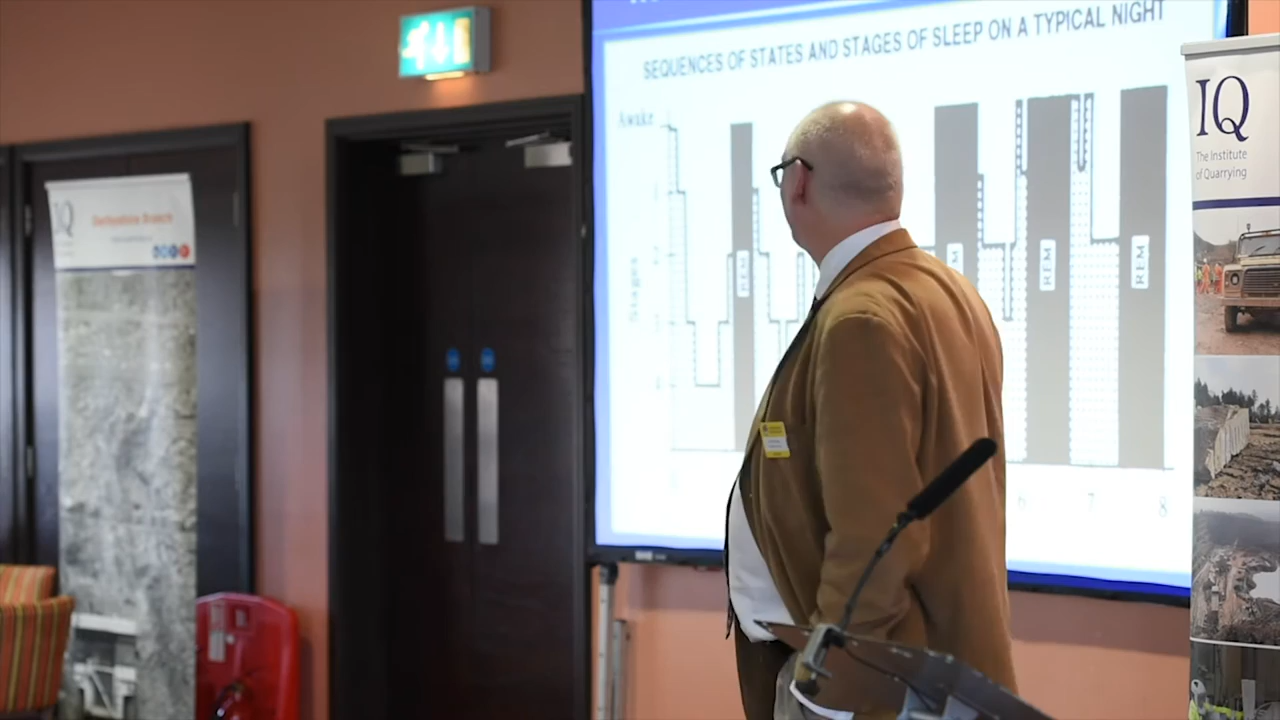 SEQUENCES OF STATES AND STAGES OF SLEEP ON A TYPICAL NIGHT
Awake
Stages
REM
REM
REM
6
7
8
IQ
The Institute
of Quarrying
IQ
Derbyshire Branch